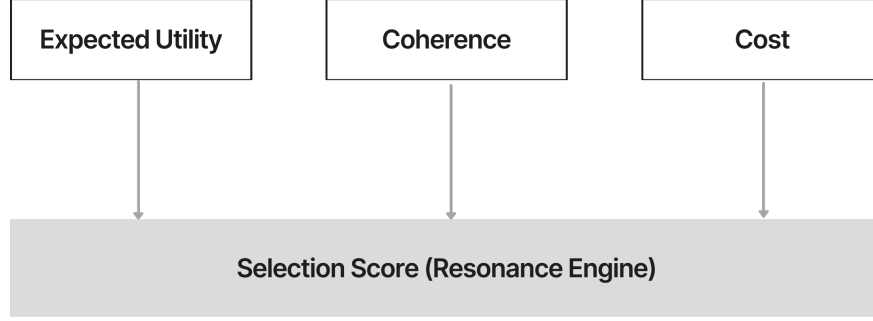 Expected Utility
Coherence
Cost
Selection Score (Resonance Engine)